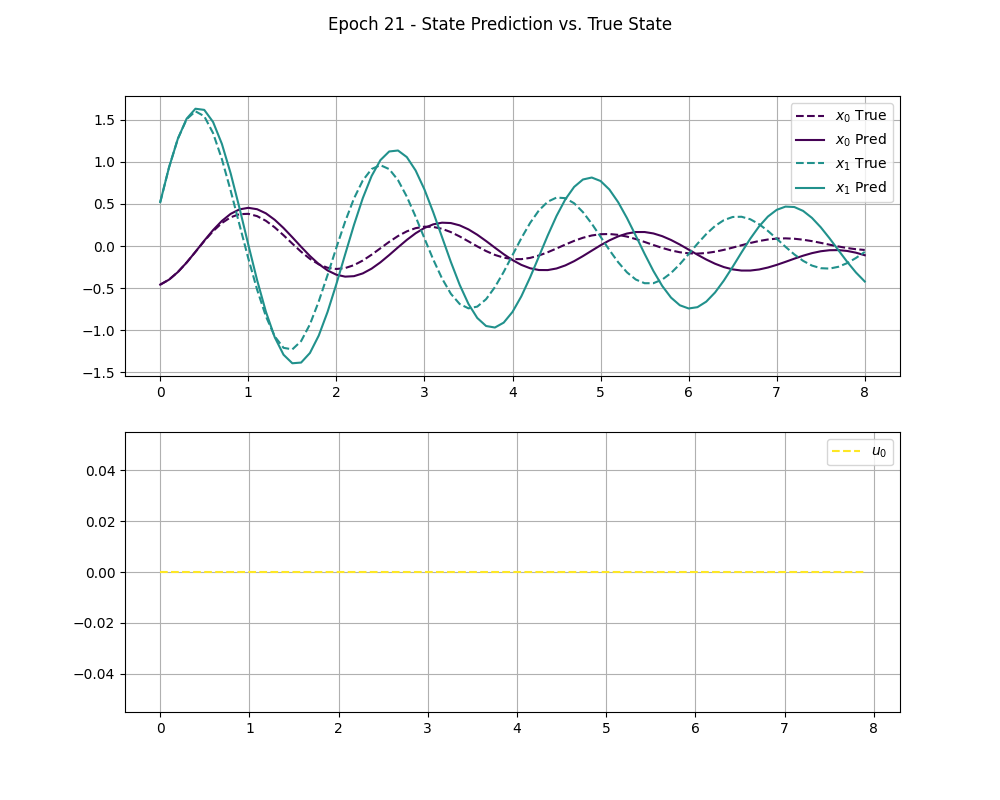 Epoch 21 - State Prediction vs. True State
x₀ True
x₀ Pred
x₁ True
x₁ Pred
1.5
1.0
0.5
0.0
−0.5
−1.0
−1.5
0 1 2 3 4 5 6 7 8
u₀
0.04
0.02
0.00
−0.02
−0.04
0 1 2 3 4 5 6 7 8